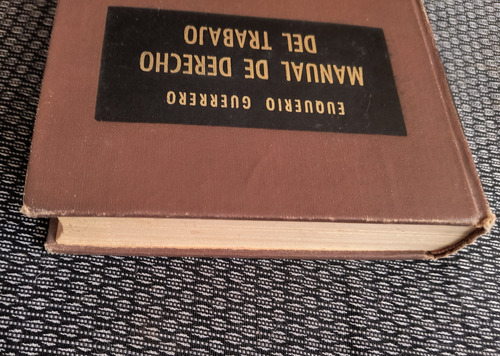 EUQUERIO GUERRERO
MANUAL DE DERECHO
DEL TRABAJO